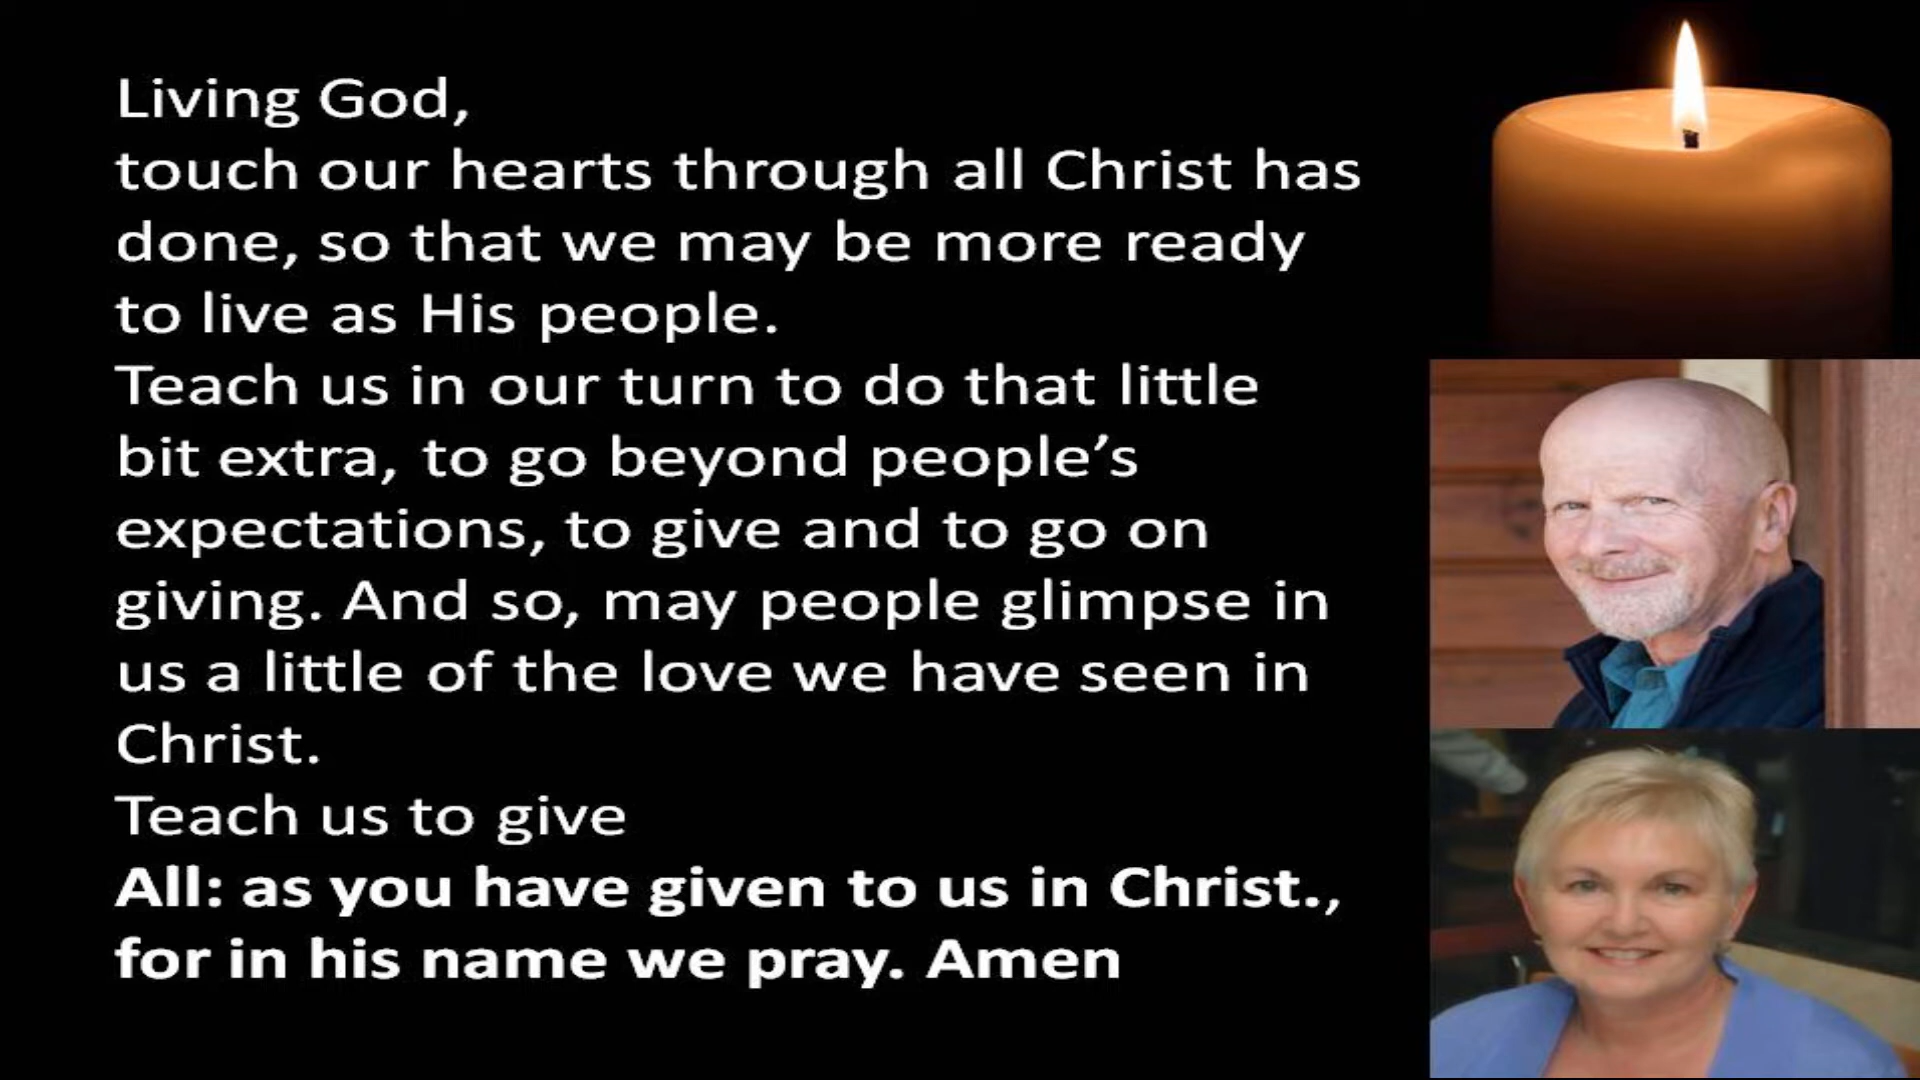 Living God,
touch our hearts through all Christ has
done, so that we may be more ready
to live as His people.
Teach us in our turn to do that little
bit extra, to go beyond people’s
expectations, to give and to go on
giving. And so, may people glimpse in
us a little of the love we have seen in
Christ.
Teach us to give
All: as you have given to us in Christ.,
for in his name we pray. Amen